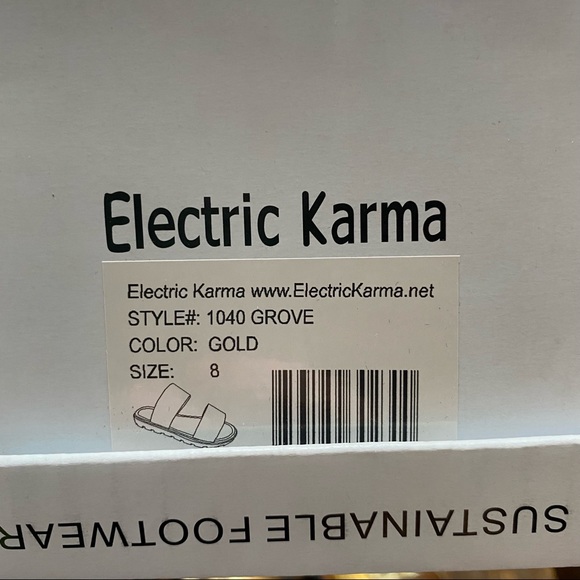 Electric Karma
Electric Karma www.ElectricKarma.net
STYLE#: 1040 GROVE
COLOR: GOLD
SIZE: 8
SUSTAINABLE FOOTWEAR